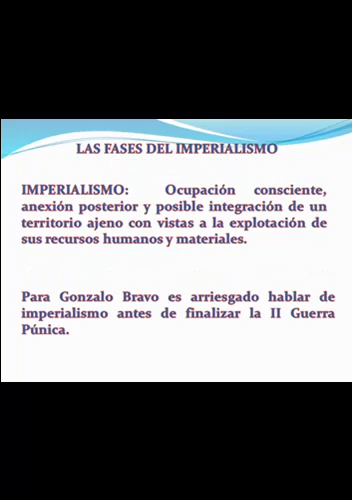 LAS FASES DEL IMPERIALISMO
IMPERIALISMO: Ocupación consciente,
anexión posterior y posible integración de un
territorio ajeno con vistas a la explotación de
sus recursos humanos y materiales.
Para Gonzalo Bravo es arriesgado hablar de
imperialismo antes de finalizar la II Guerra
Púnica.